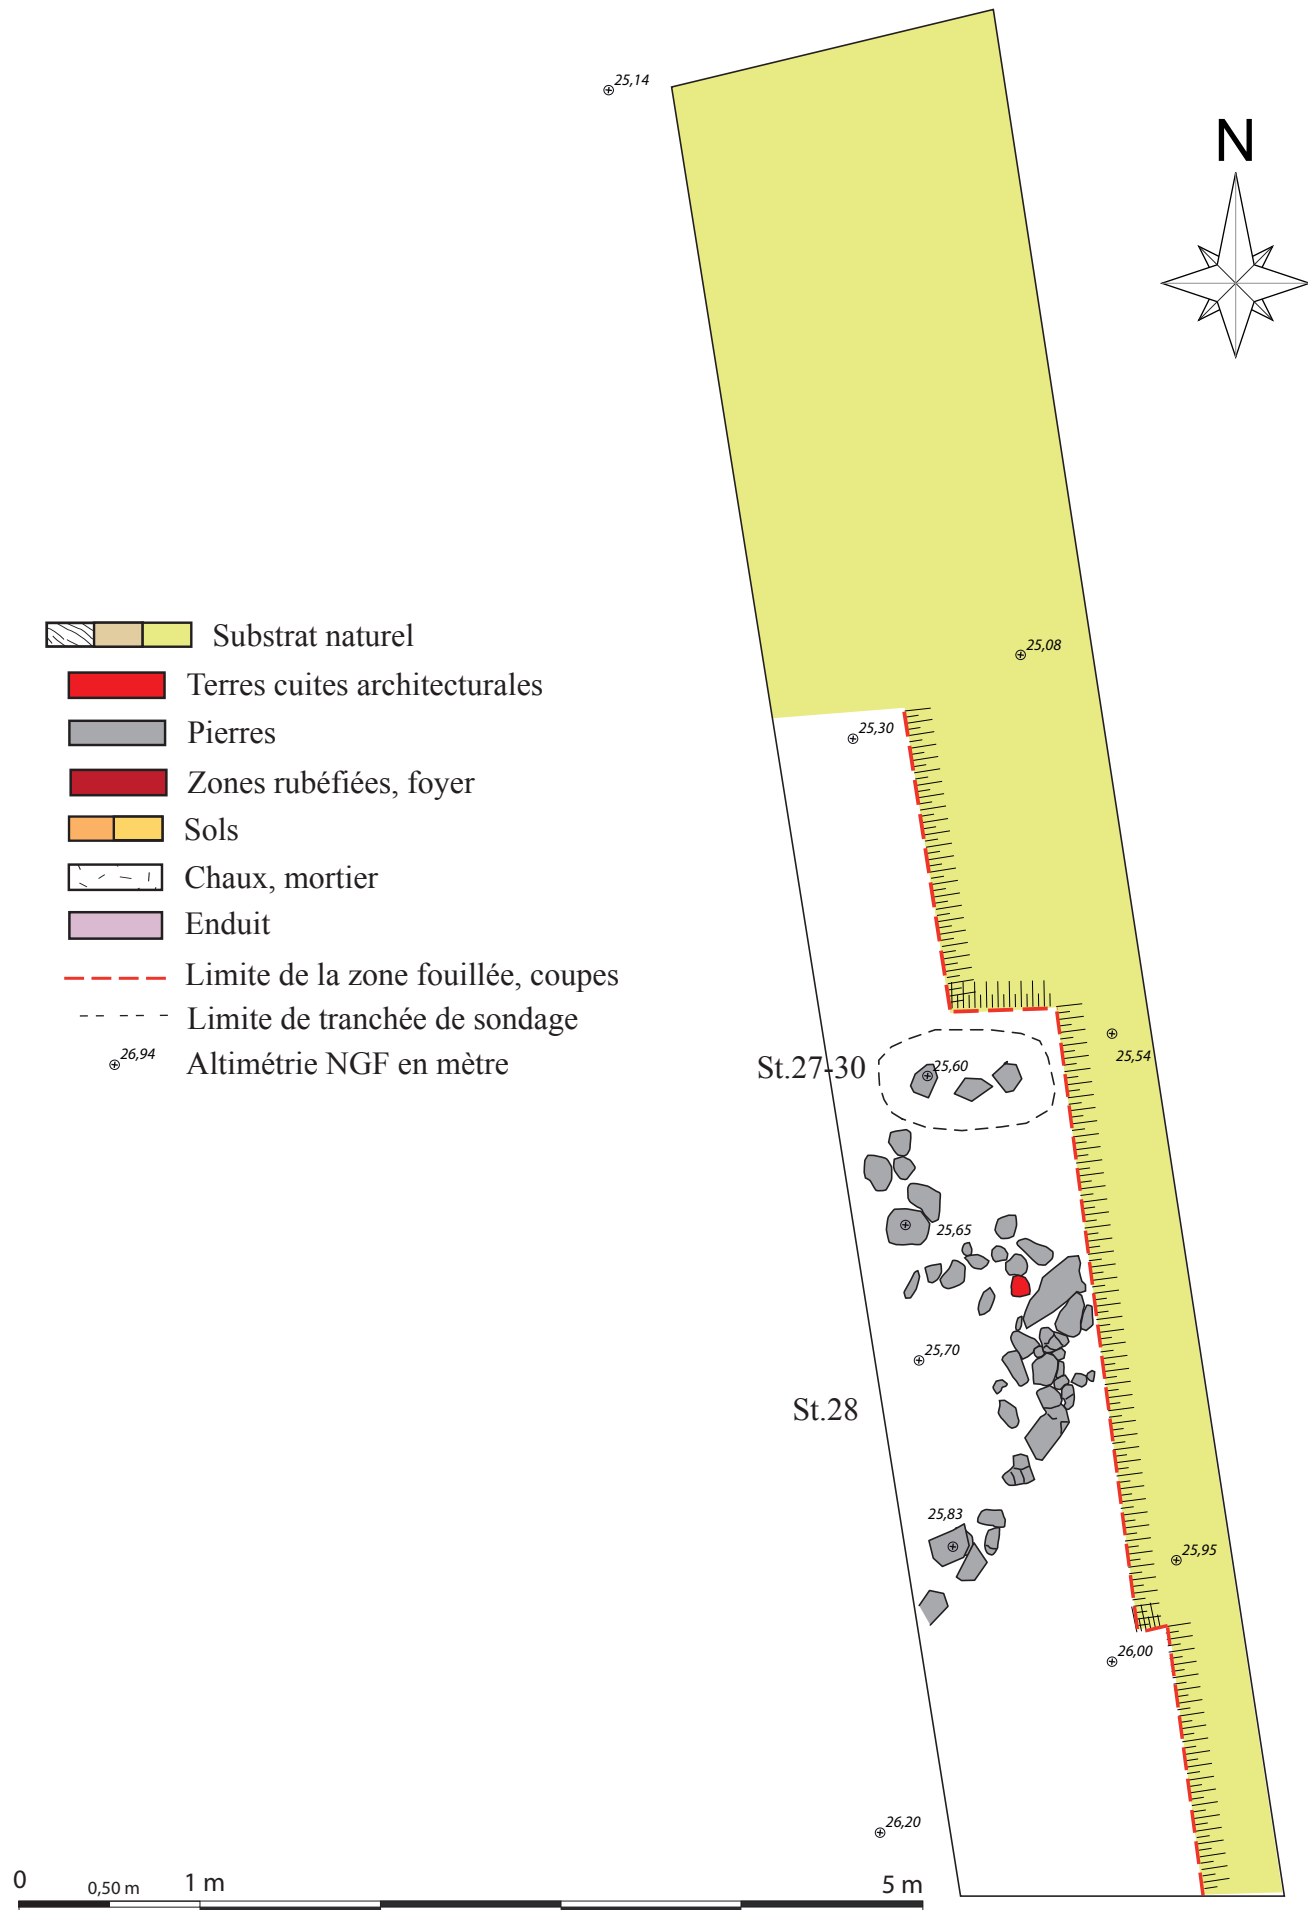 25,14
N
Substrat naturel
25,08
Terres cuites architecturales
Pierres
25,30
Zones rubéfiées, foyer
Sols
Chaux, mortier
Enduit
Limite de la zone fouillée, coupes
Limite de tranchée de sondage
26,94 Altimétrie NGF en mètre
25,54
St.27-30
25,60
25,65
25,70
St.28
25,83
25,95
26,00
26,20
0 0,50 m 1 m 5 m